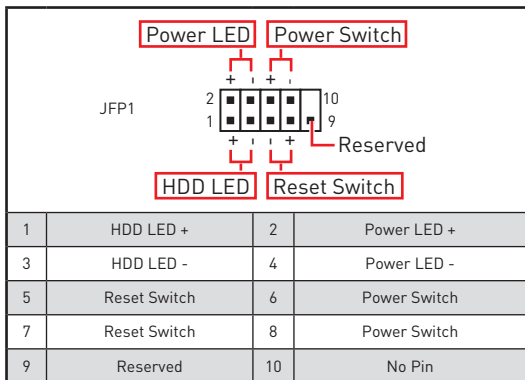 Power LED Power Switch
+ - + -
JFP1
2 10
1 9
+ - - +
Reserved
HDD LED Reset Switch
1 HDD LED + 2 Power LED +
3 HDD LED - 4 Power LED -
5 Reset Switch 6 Power Switch
7 Reset Switch 8 Power Switch
9 Reserved 10 No Pin